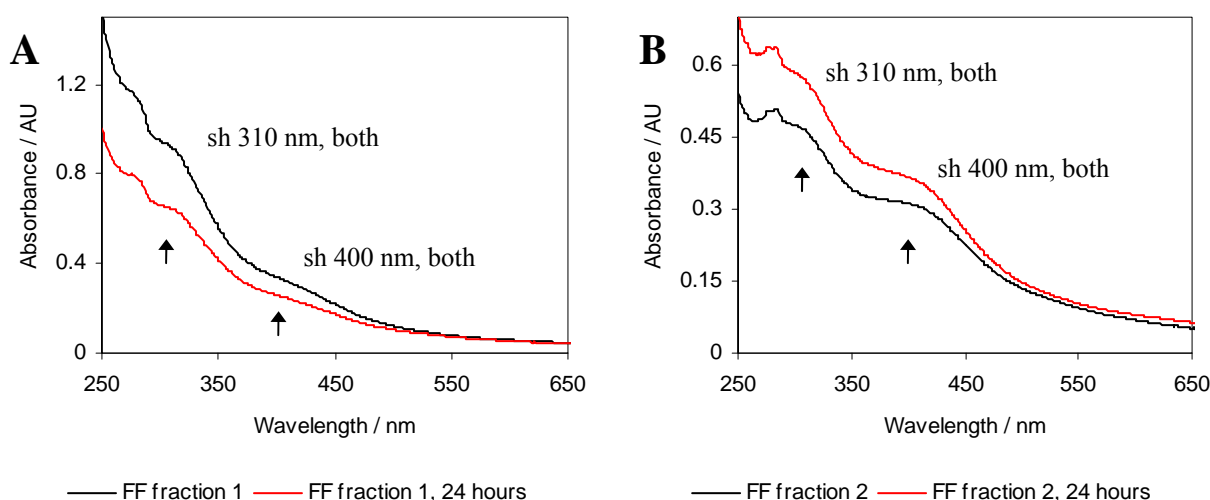 A
1.2
0.8
0.4
0
250 350 450 550 650
Absorbance / AU
Wavelength / nm
sh 310 nm, both
sh 400 nm, both
FF fraction 1 FF fraction 1, 24 hours
B
0.6
0.45
0.3
0.15
0
250 350 450 550 650
Absorbance / AU
Wavelength / nm
sh 310 nm, both
sh 400 nm, both
FF fraction 2 FF fraction 2, 24 hours